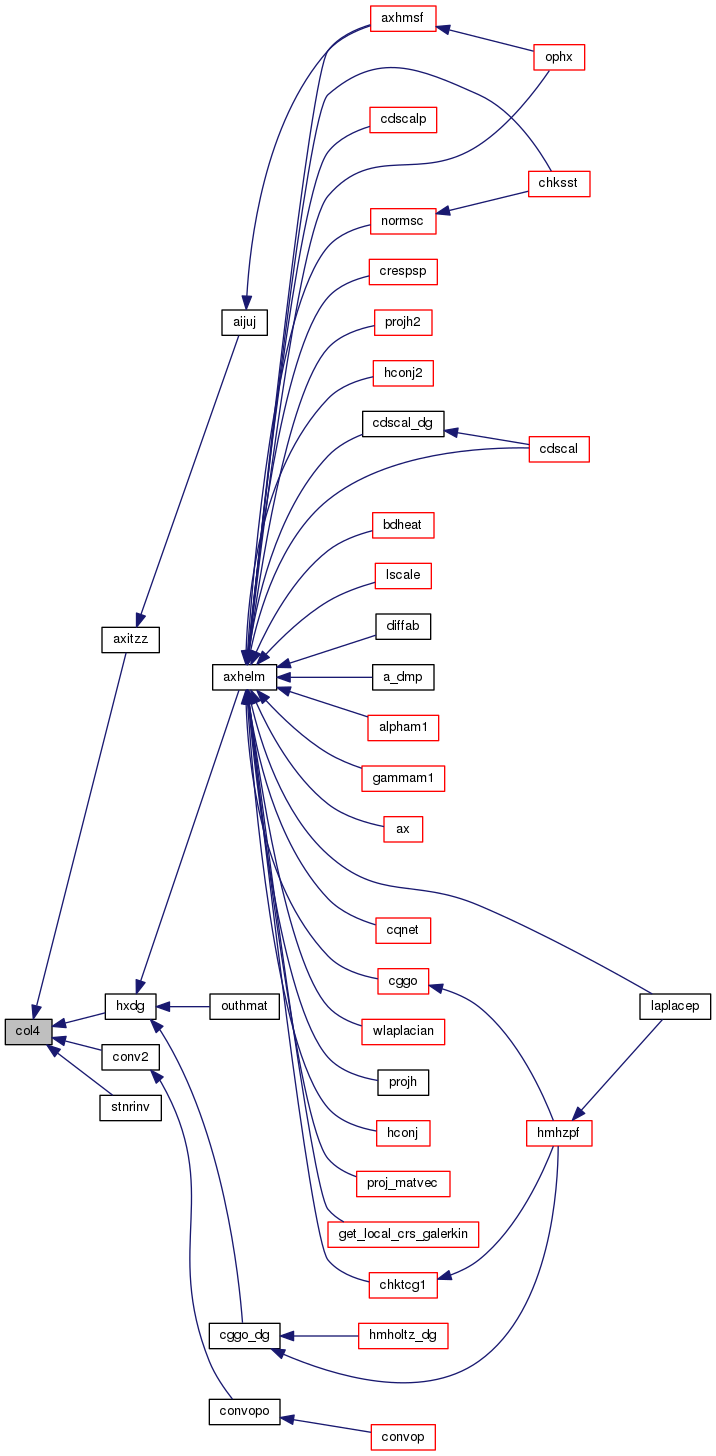 axhmsf
ophx
cdscalp
chksst
normsc
crespsp
aijuj
projh2
hconj2
cdscal_dg
cdscal
bdheat
lscale
diffab
axitzz
axhelm
a_dmp
alpham1
gammam1
ax
cqnet
cggo
hxdg
outhmat
laplacep
col4
wlaplacian
conv2
projh
stnrinv
hconj
hmhzpf
proj_matvec
get_local_crs_galerkin
chktcg1
cggo_dg
hmholtz_dg
convopo
convop